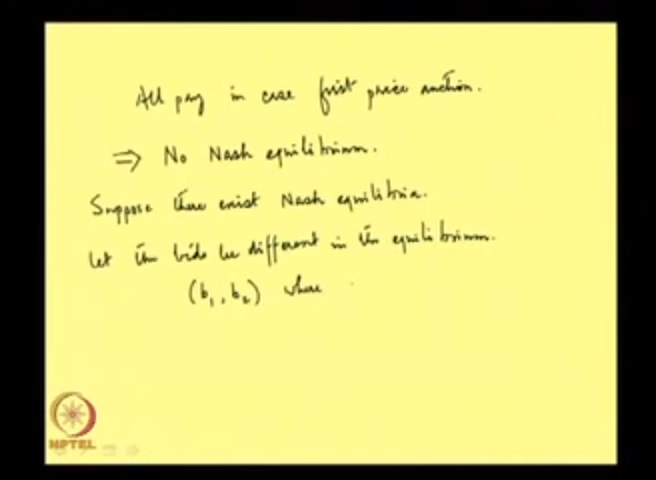 All pay in case first price auction.
⇒ No Nash equilibrium.
Suppose there exist Nash equilibria.
Let the bids be different in the equilibrium.
(b₁, b₂) where
NPTEL